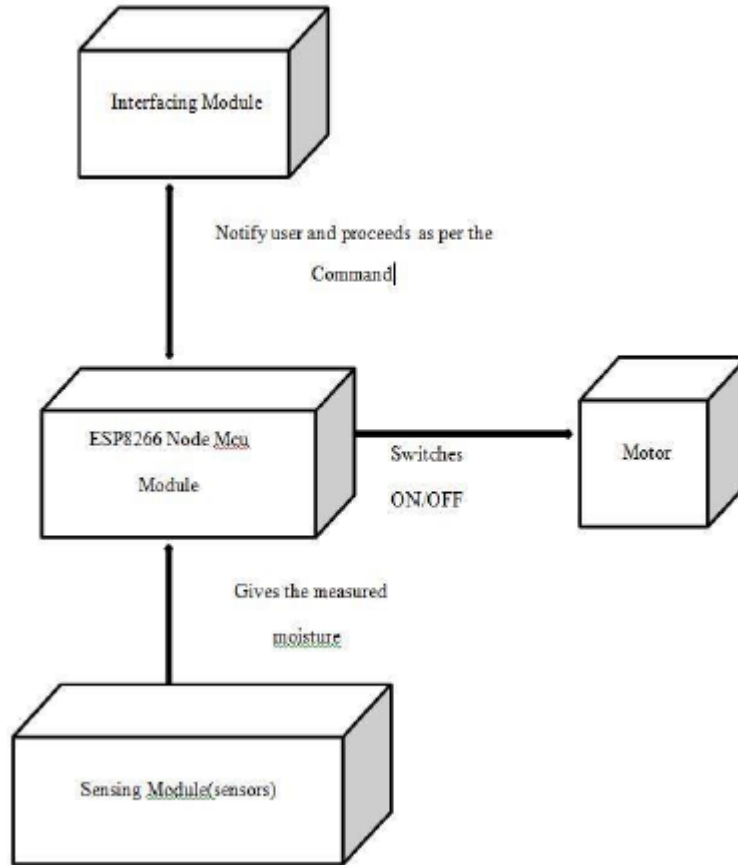 Interfacing Module
Notify user and proceeds as per the
Command
ESP8266 Node Mcu
Module
Switches
ON/OFF
Motor
Gives the measured
moisture
Sensing Module(sensors)